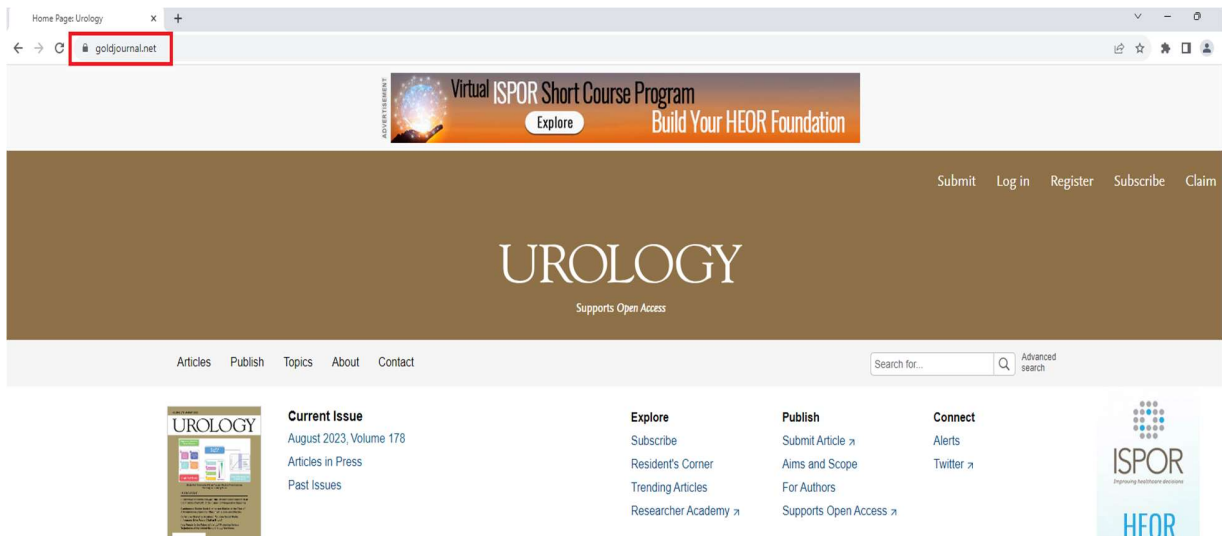 Home Page: Urology
goldjournal.net
ADVERTISEMENT
Virtual ISPOR Short Course Program
Explore
Build Your HEOR Foundation
Submit Log in Register Subscribe Claim
UROLOGY
Supports Open Access
Articles Publish Topics About Contact
Search for...
Advanced search
UROLOGY
Current Issue
August 2023, Volume 178
Articles in Press
Past Issues
Explore
Subscribe
Resident's Corner
Trending Articles
Researcher Academy
Publish
Submit Article
Aims and Scope
For Authors
Supports Open Access
Connect
Alerts
Twitter
ISPOR
Improving healthcare decisions
HEOR